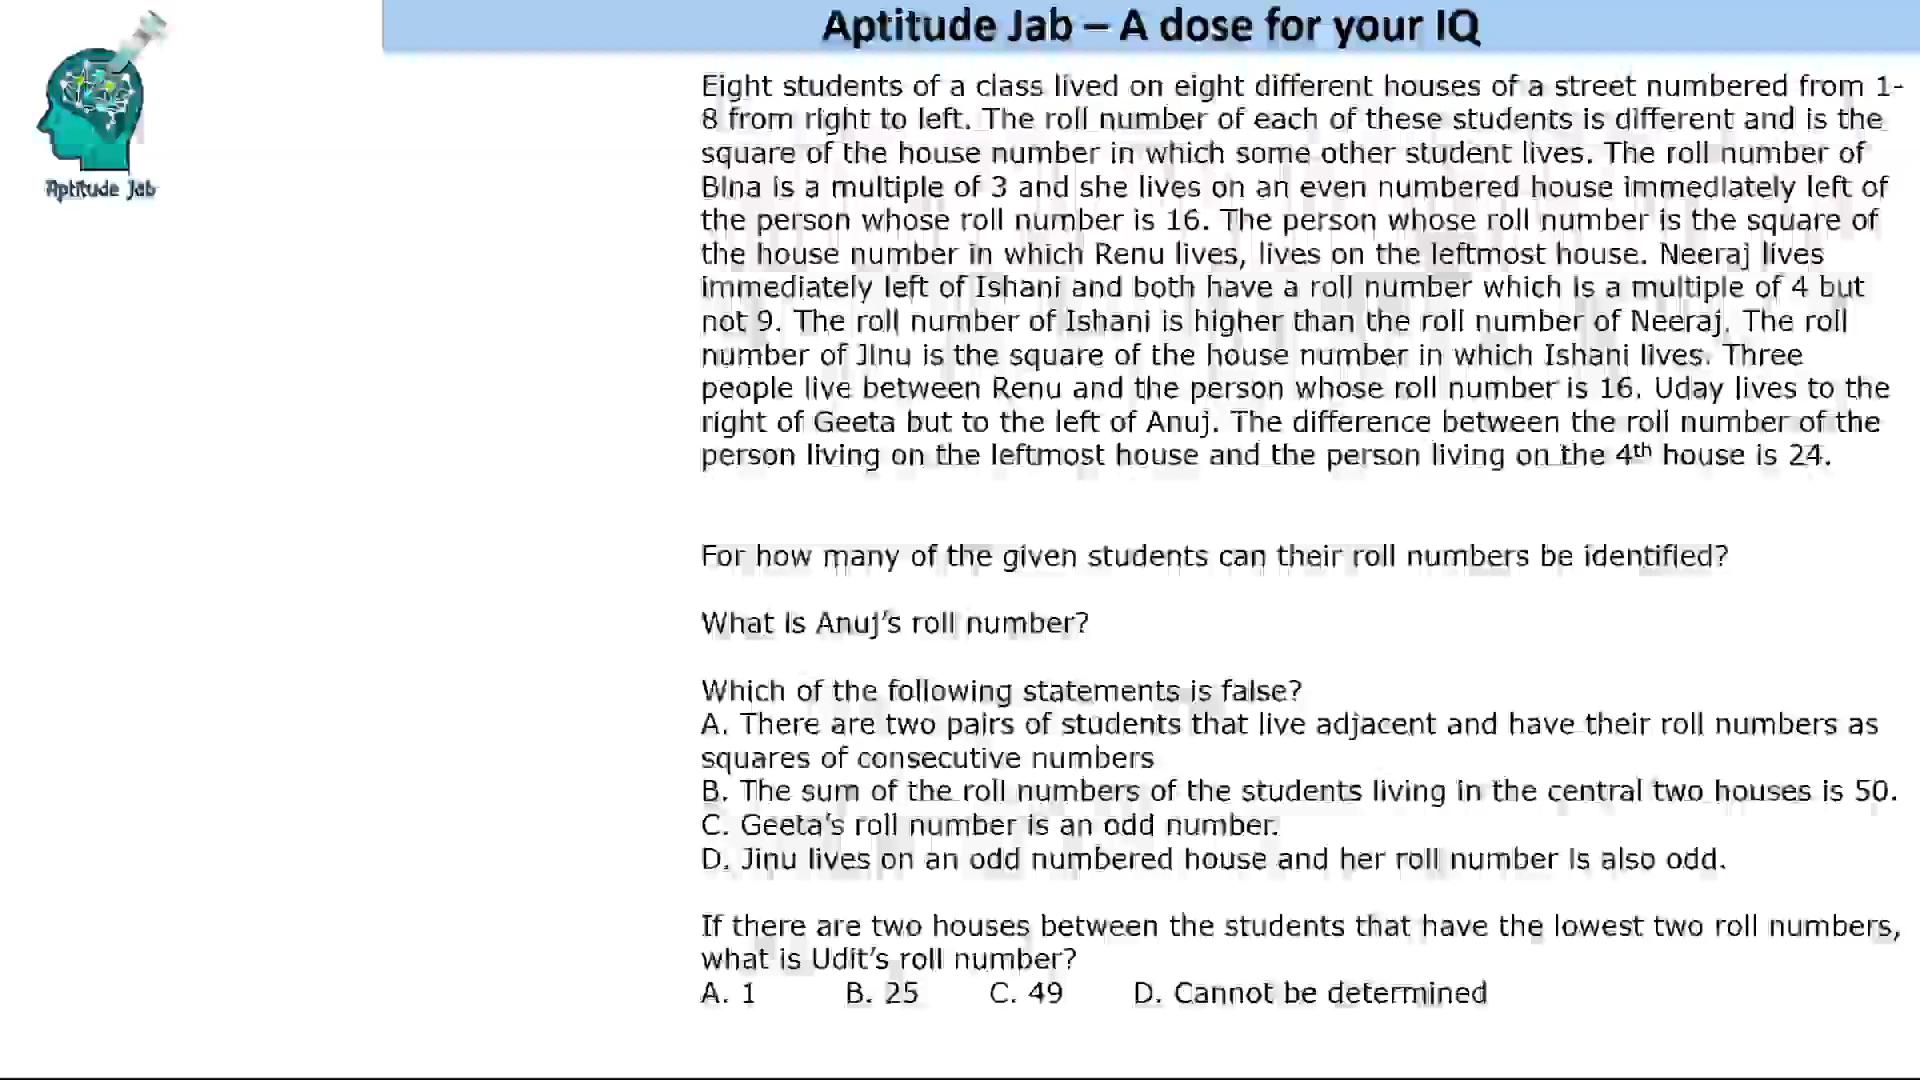 Aptitude Jab – A dose for your IQ
Aptitude Jab
Eight students of a class lived on eight different houses of a street numbered from 1-
8 from right to left. The roll number of each of these students is different and is the
square of the house number in which some other student lives. The roll number of
Bina is a multiple of 3 and she lives on an even numbered house immediately left of
the person whose roll number is 16. The person whose roll number is the square of
the house number in which Renu lives, lives on the leftmost house. Neeraj lives
immediately left of Ishani and both have a roll number which is a multiple of 4 but
not 9. The roll number of Ishani is higher than the roll number of Neeraj. The roll
number of Jinu is the square of the house number in which Ishani lives. Three
people live between Renu and the person whose roll number is 16. Uday lives to the
right of Geeta but to the left of Anuj. The difference between the roll number of the
person living on the leftmost house and the person living on the 4th house is 24.
For how many of the given students can their roll numbers be identified?
What is Anuj's roll number?
Which of the following statements is false?
A. There are two pairs of students that live adjacent and have their roll numbers as
squares of consecutive numbers
B. The sum of the roll numbers of the students living in the central two houses is 50.
C. Geeta's roll number is an odd number.
D. Jinu lives on an odd numbered house and her roll number is also odd.
If there are two houses between the students that have the lowest two roll numbers,
what is Udit's roll number?
A. 1 B. 25 C. 49 D. Cannot be determined